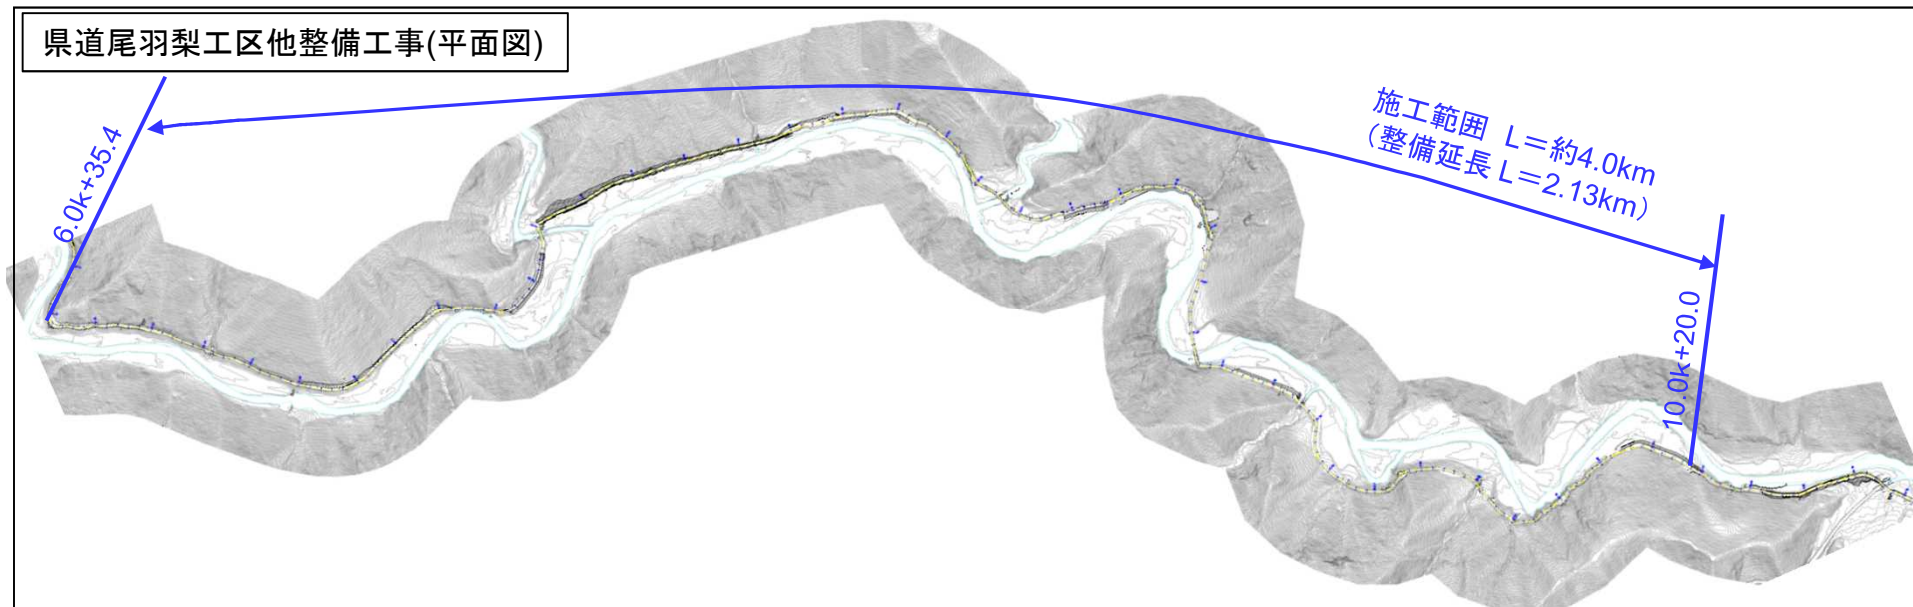 県道尾羽梨工区他整備工事(平面図)
6.0k+35.4
施工範囲 L=約4.0km
(整備延長 L=2.13km)
10.0k+20.0